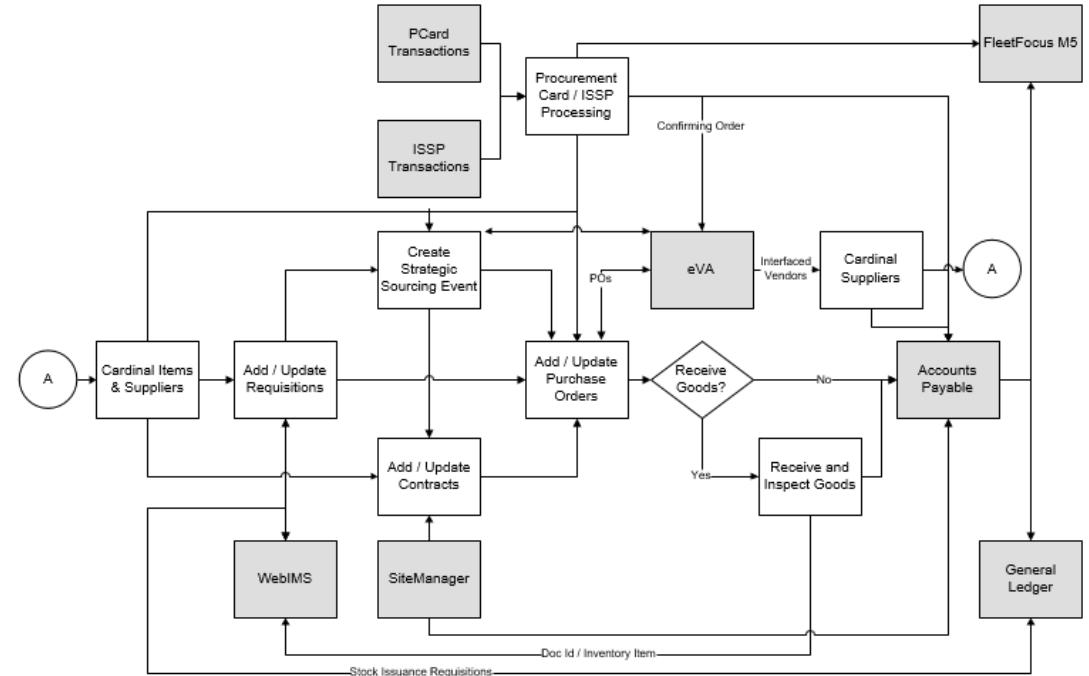 PCard
Transactions
FleetFocus M5
Procurement
Card / ISSP
Processing
Confirming Order
ISSP
Transactions
Create
Strategic
Sourcing Event
eVA
Interfaced
Vendors
Cardinal
Suppliers
A
POs
A
Cardinal Items
& Suppliers
Add / Update
Requisitions
Add / Update
Purchase
Orders
Receive
Goods?
No
Accounts
Payable
Add / Update
Contracts
Yes
Receive and
Inspect Goods
WebIMS
SiteManager
General
Ledger
Doc Id / Inventory Item
Stock Issuance Requisitions